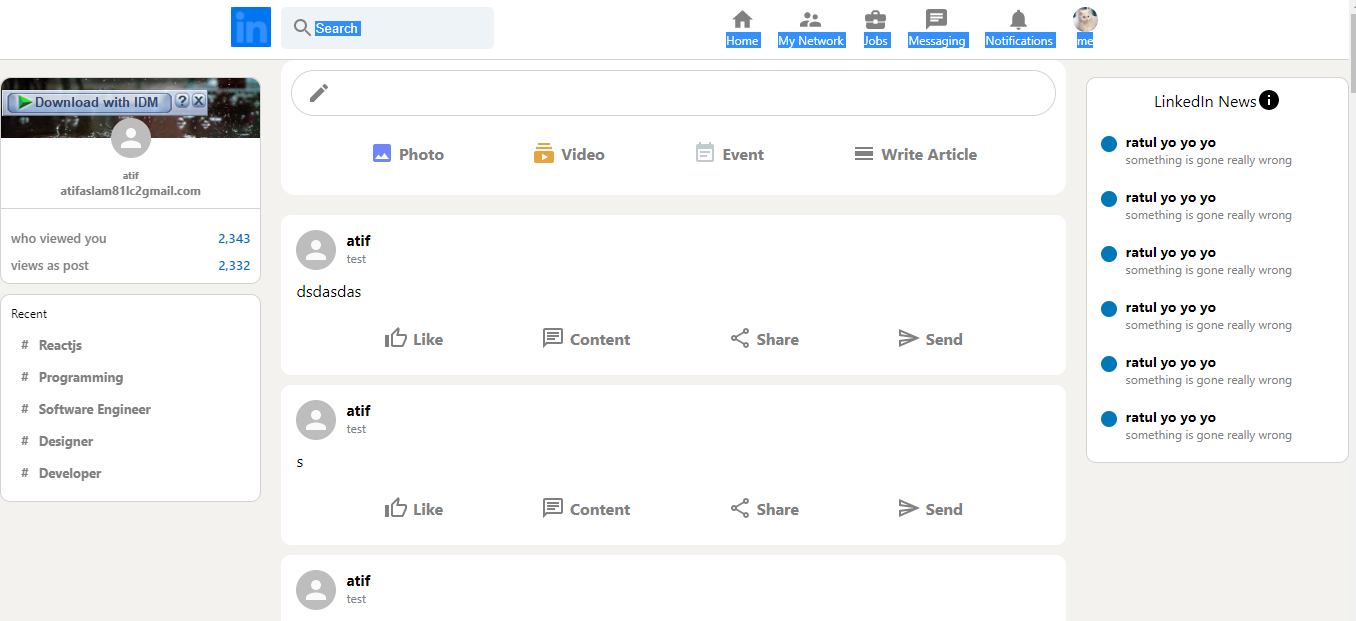 in
Search
Home
My Network
Jobs
Messaging
Notifications
me
Download with IDM ? X
atif
atifaslam81lc2gmail.com
who viewed you 2,343
views as post 2,332
Recent
# Reactjs
# Programming
# Software Engineer
# Designer
# Developer
Photo
Video
Event
Write Article
atif
test
dsdasdas
Like
Content
Share
Send
atif
test
s
Like
Content
Share
Send
atif
test
LinkedIn News
ratul yo yo yo
something is gone really wrong
ratul yo yo yo
something is gone really wrong
ratul yo yo yo
something is gone really wrong
ratul yo yo yo
something is gone really wrong
ratul yo yo yo
something is gone really wrong
ratul yo yo yo
something is gone really wrong